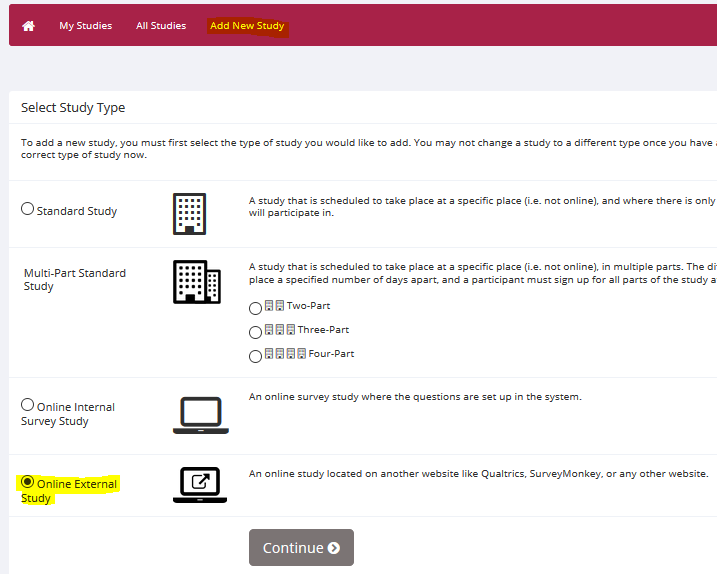 My Studies All Studies Add New Study
Select Study Type
To add a new study, you must first select the type of study you would like to add. You may not change a study to a different type once you have
correct type of study now.
Standard Study
A study that is scheduled to take place at a specific place (i.e. not online), and where there is only
will participate in.
Multi-Part Standard
Study
A study that is scheduled to take place at a specific place (i.e. not online), in multiple parts. The
place a specified number of days apart, and a participant must sign up for all parts of the study
Two-Part
Three-Part
Four-Part
Online Internal
Survey Study
An online survey study where the questions are set up in the system.
Online External
Study
An online study located on another website like Qualtrics, SurveyMonkey, or any other website.
Continue